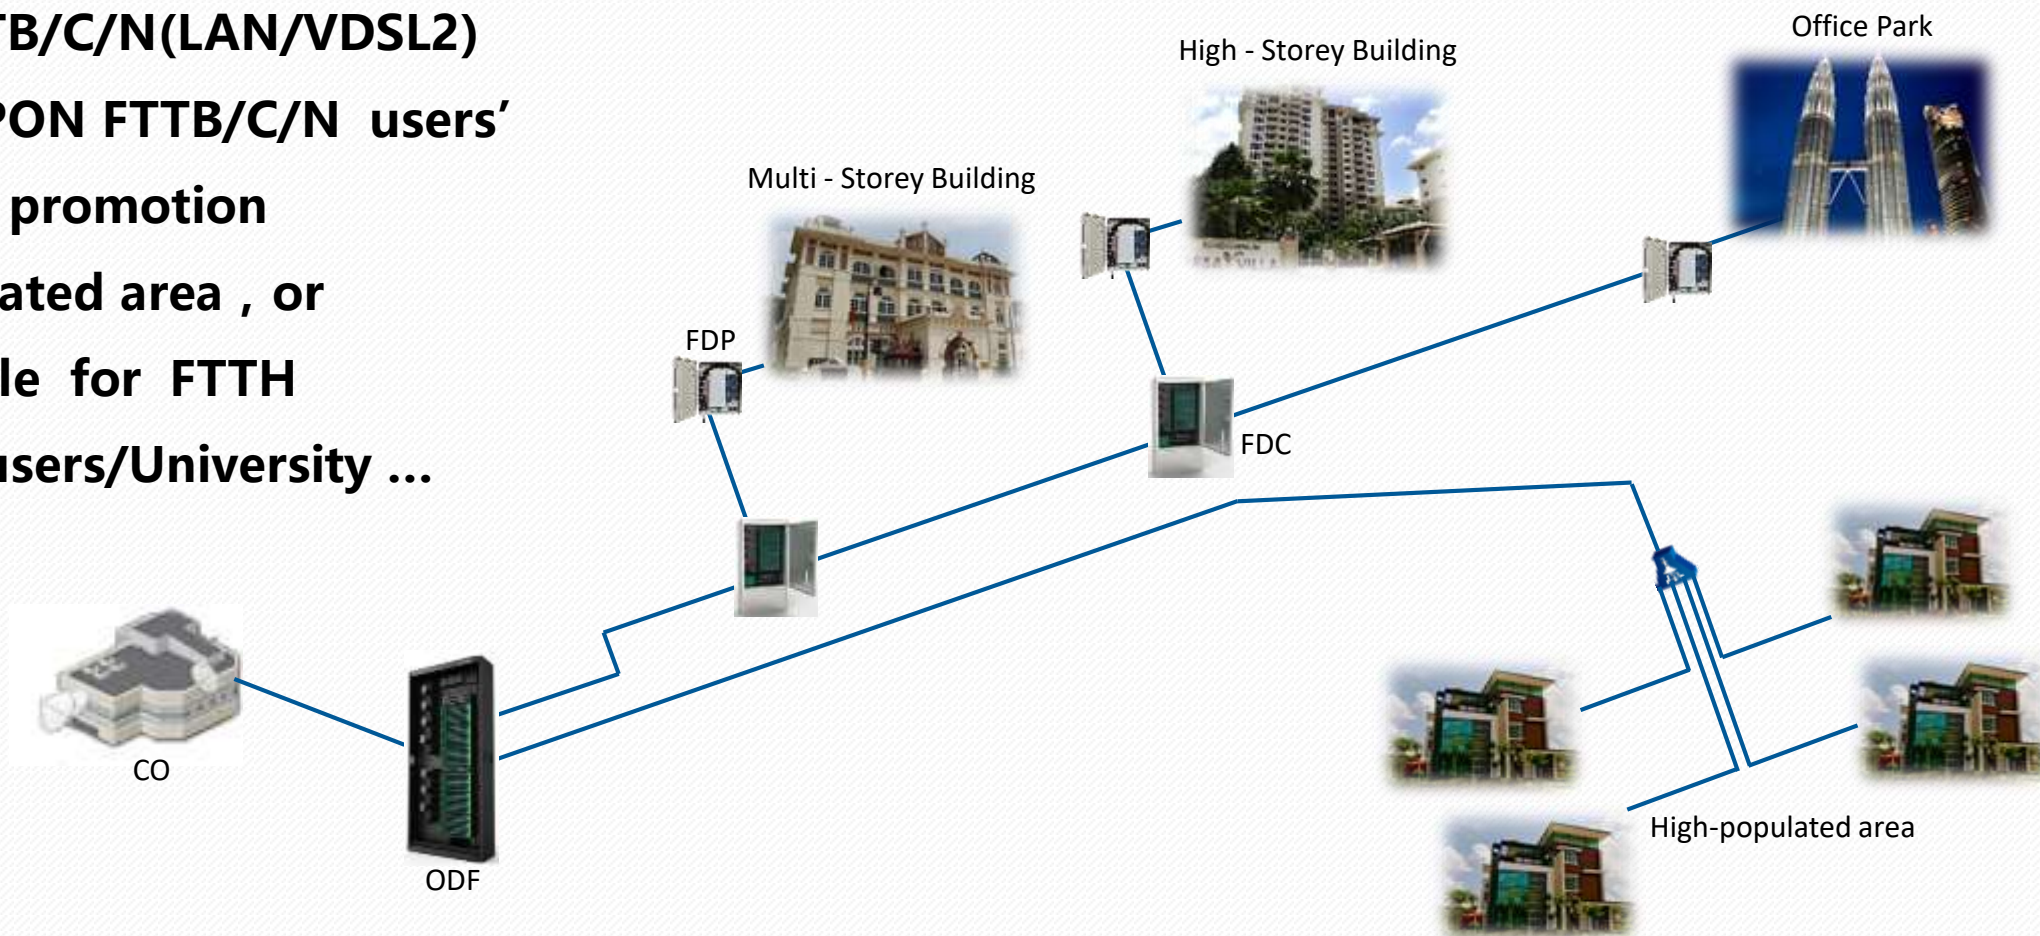 TB/C/N(LAN/VDSL2)
PON FTTB/C/N users’
promotion
ated area , or
le for FTTH
users/University ...
Office Park
High - Storey Building
Multi - Storey Building
FDP
FDC
CO
ODF
High-populated area